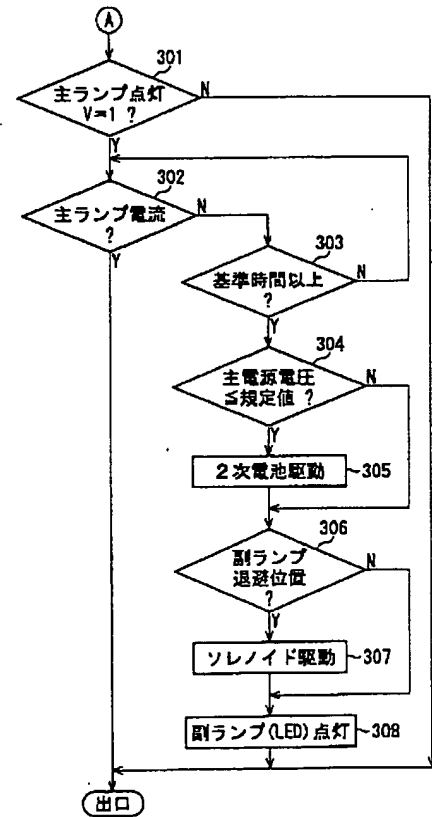 A
301
主ランプ点灯
V=1 ?
N
Y
302
主ランプ電流
?
N
Y
303
基準時間以上
?
N
Y
304
主電源電圧
≦規定値 ?
N
Y
2次電池駆動
305
306
副ランプ
退避位置
?
N
Y
ソレノイド駆動
307
副ランプ(LED)点灯
308
出口